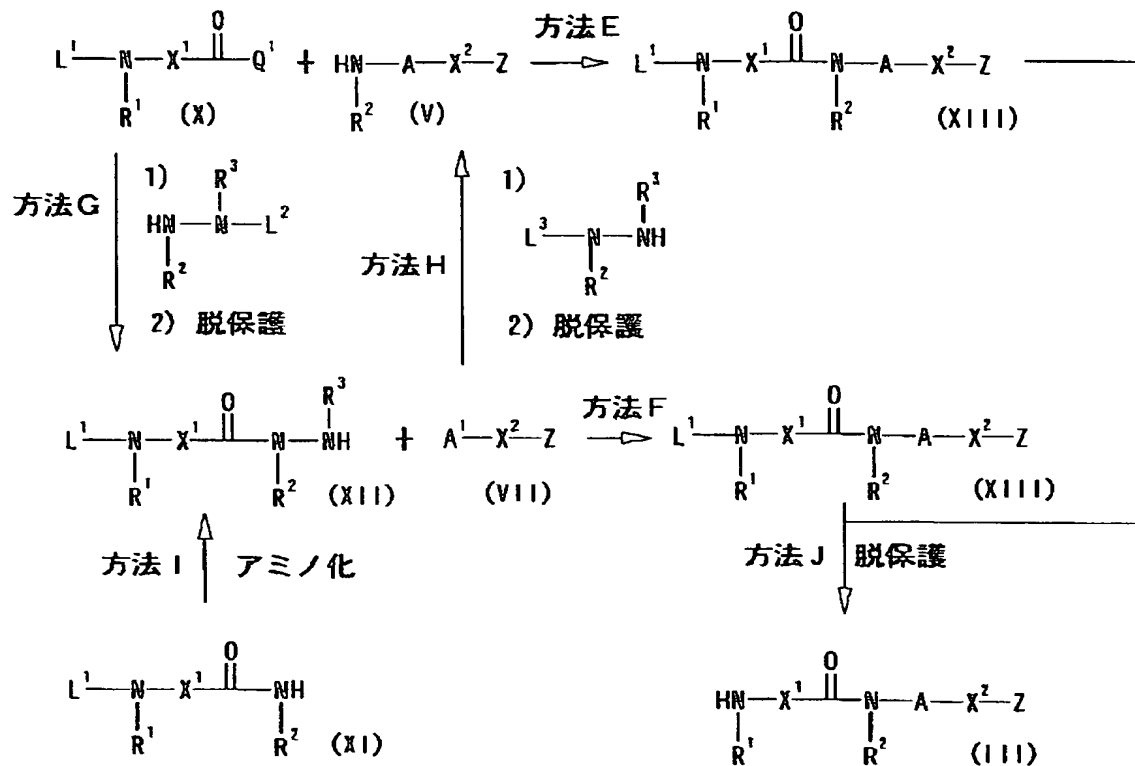 L¹—N(R¹)—X¹—C(=O)—Q¹ (X) + HN(R²)—A—X²—Z (V) 方法E L¹—N(R¹)—X¹—C(=O)—N(R²)—A—X²—Z (XIII)
方法G
1) HN(R²)—N(R³)—L²
2) 脱保護
方法H
1) L³—N(R²)—NH(R³)
2) 脱保護
L¹—N(R¹)—X¹—C(=O)—N(R²)—NH(R³) (XII) + A¹—X²—Z (VII) 方法F L¹—N(R¹)—X¹—C(=O)—N(R²)—A—X²—Z (XIII)
方法I アミノ化
方法J 脱保護
L¹—N(R¹)—X¹—C(=O)—NH(R²) (XI)
HN(R¹)—X¹—C(=O)—N(R²)—A—X²—Z (III)